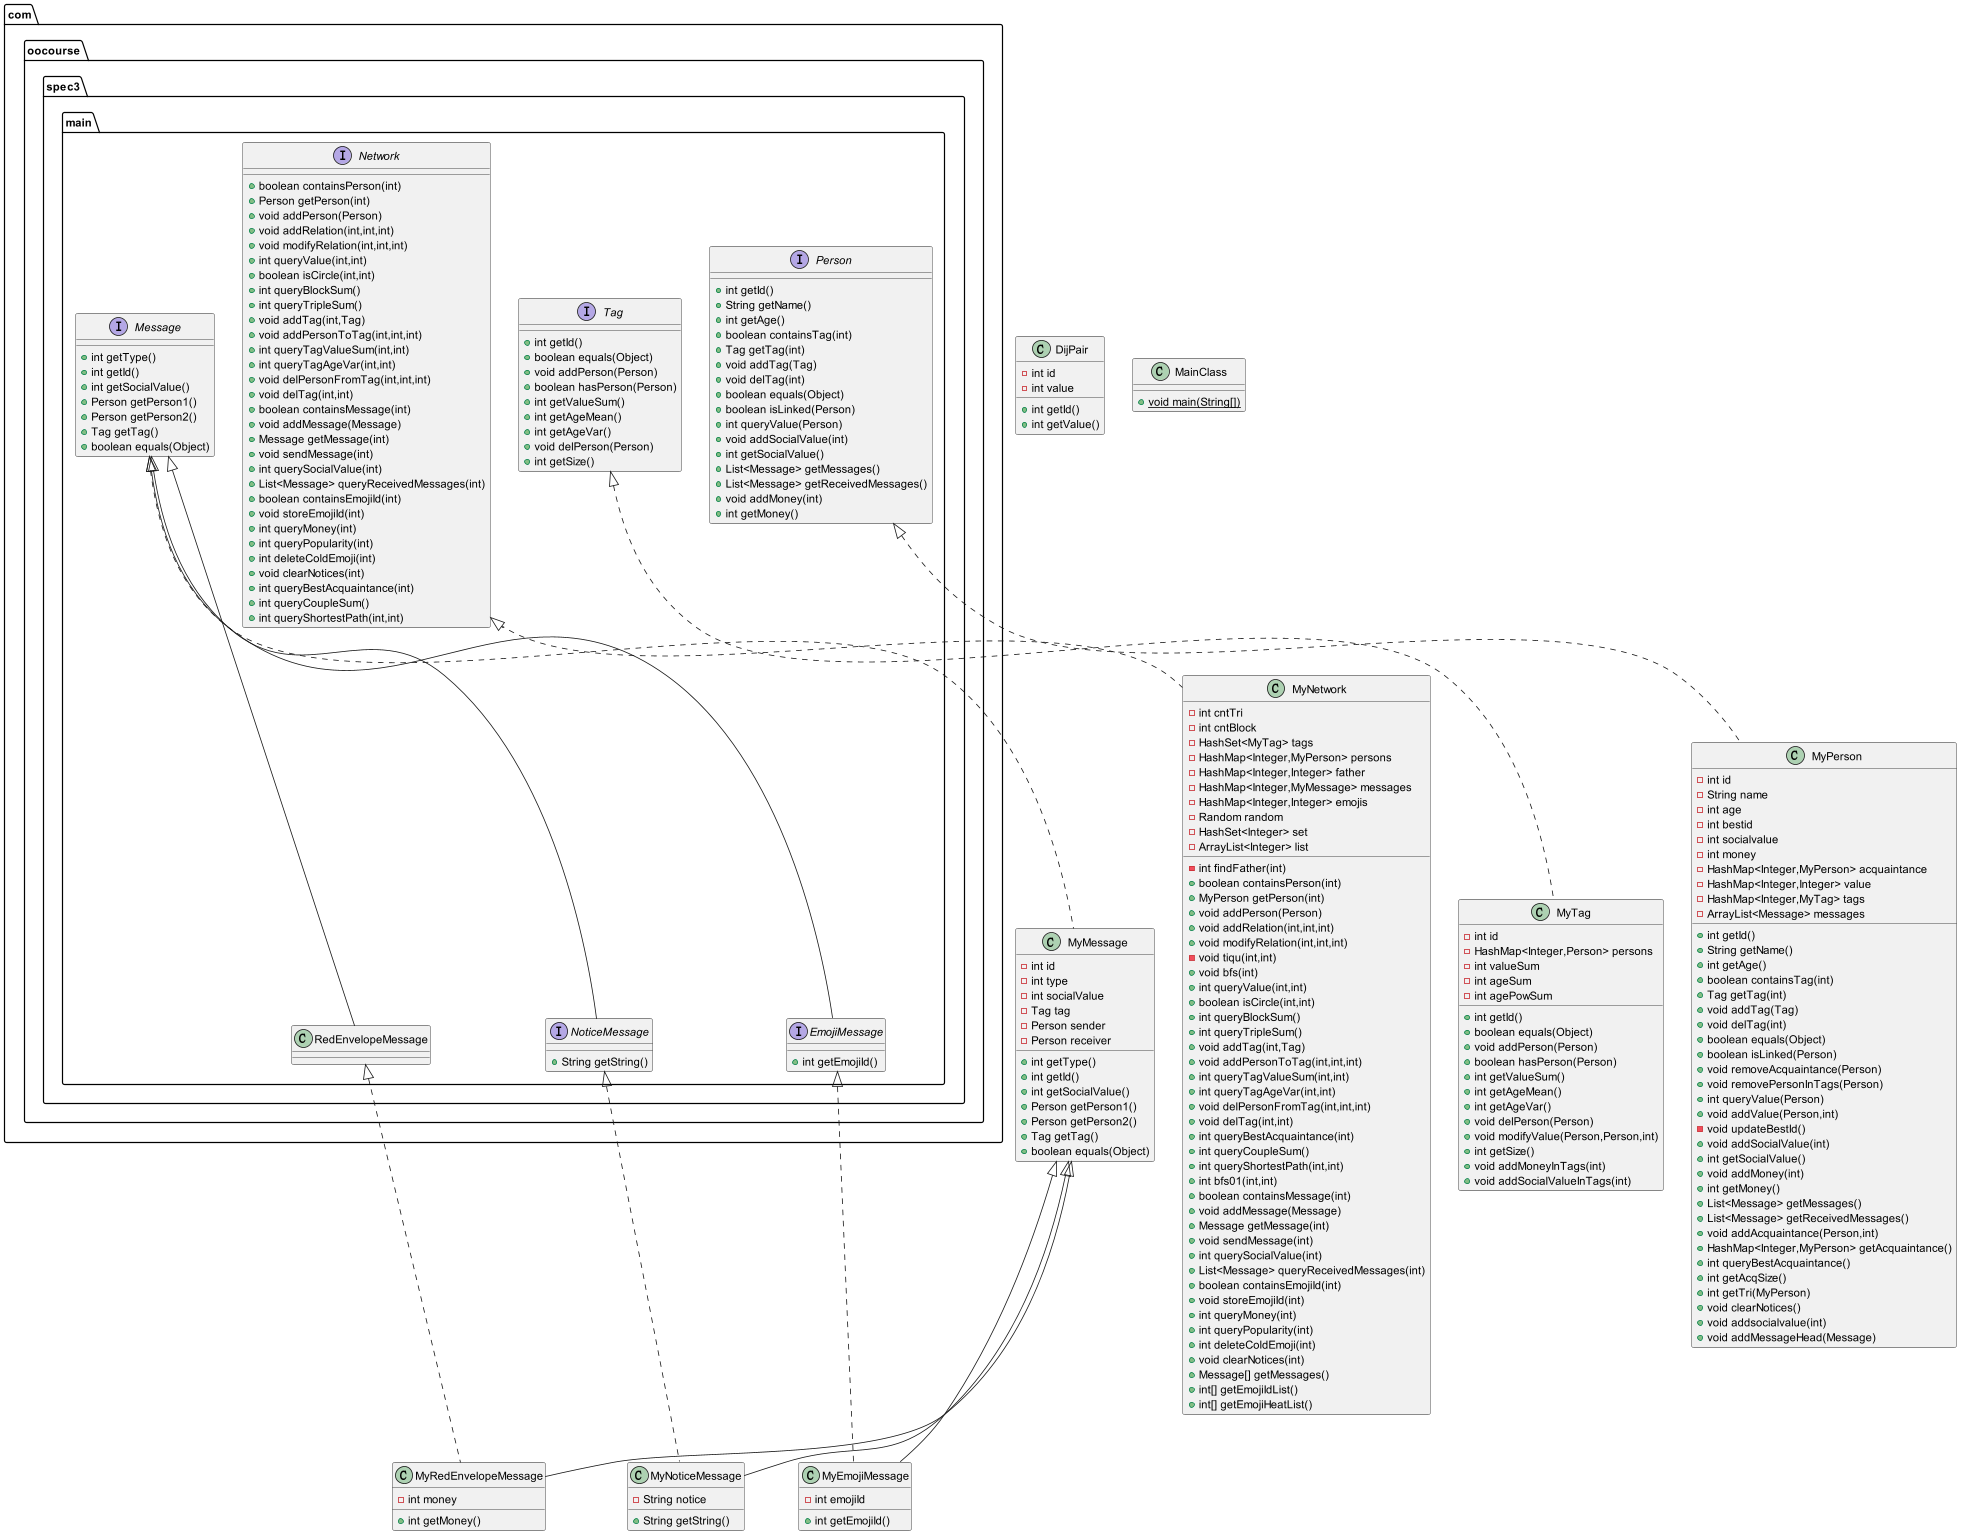 com
oocourse
spec3
main
I Network
boolean containsPerson(int)
Person getPerson(int)
void addPerson(Person)
void addRelation(int,int,int)
void modifyRelation(int,int,int)
int queryValue(int,int)
boolean isCircle(int,int)
int queryBlockSum()
int queryTripleSum()
void addTag(int,Tag)
void addPersonToTag(int,int,int)
int queryTagValueSum(int,int)
int queryTagAgeVar(int,int)
void delPersonFromTag(int,int,int)
void delTag(int,int)
boolean containsMessage(int)
void addMessage(Message)
Message getMessage(int)
void sendMessage(int)
int querySocialValue(int)
List<Message> queryReceivedMessages(int)
boolean containsEmojiId(int)
void storeEmojiId(int)
int queryMoney(int)
int queryPopularity(int)
int deleteColdEmoji(int)
void clearNotices(int)
int queryBestAcquaintance(int)
int queryCoupleSum()
int queryShortestPath(int,int)
I Person
int getId()
String getName()
int getAge()
boolean containsTag(int)
Tag getTag(int)
void addTag(Tag)
void delTag(int)
boolean equals(Object)
boolean isLinked(Person)
int queryValue(Person)
void addSocialValue(int)
int getSocialValue()
List<Message> getMessages()
List<Message> getReceivedMessages()
void addMoney(int)
int getMoney()
I Tag
int getId()
boolean equals(Object)
void addPerson(Person)
boolean hasPerson(Person)
int getValueSum()
int getAgeMean()
int getAgeVar()
void delPerson(Person)
int getSize()
I Message
int getType()
int getId()
int getSocialValue()
Person getPerson1()
Person getPerson2()
Tag getTag()
boolean equals(Object)
C DijPair
int id
int value
int getId()
int getValue()
C MainClass
void main(String[])
C MyNetwork
int cntTri
int cntBlock
HashSet<MyTag> tags
HashMap<Integer,MyPerson> persons
HashMap<Integer,Integer> father
HashMap<Integer,MyMessage> messages
HashMap<Integer,Integer> emojis
Random random
HashSet<Integer> set
ArrayList<Integer> list
int findFather(int)
boolean containsPerson(int)
MyPerson getPerson(int)
void addPerson(Person)
void addRelation(int,int,int)
void modifyRelation(int,int,int)
void tiqu(int,int)
void bfs(int)
int queryValue(int,int)
boolean isCircle(int,int)
int queryBlockSum()
int queryTripleSum()
void addTag(int,Tag)
void addPersonToTag(int,int,int)
int queryTagValueSum(int,int)
int queryTagAgeVar(int,int)
void delPersonFromTag(int,int,int)
void delTag(int,int)
int queryBestAcquaintance(int)
int queryCoupleSum()
int queryShortestPath(int,int)
int bfs01(int,int)
boolean containsMessage(int)
void addMessage(Message)
Message getMessage(int)
void sendMessage(int)
int querySocialValue(int)
List<Message> queryReceivedMessages(int)
boolean containsEmojiId(int)
void storeEmojiId(int)
int queryMoney(int)
int queryPopularity(int)
int deleteColdEmoji(int)
void clearNotices(int)
Message[] getMessages()
int[] getEmojiIdList()
int[] getEmojiHeatList()
C MyPerson
int id
String name
int age
int bestid
int socialvalue
int money
HashMap<Integer,MyPerson> acquaintance
HashMap<Integer,Integer> value
HashMap<Integer,MyTag> tags
ArrayList<Message> messages
int getId()
String getName()
int getAge()
boolean containsTag(int)
Tag getTag(int)
void addTag(Tag)
void delTag(int)
boolean equals(Object)
boolean isLinked(Person)
void removeAcquaintance(Person)
void removePersonInTags(Person)
int queryValue(Person)
void addValue(Person,int)
void updateBestId()
void addSocialValue(int)
int getSocialValue()
void addMoney(int)
int getMoney()
List<Message> getMessages()
List<Message> getReceivedMessages()
void addAcquaintance(Person,int)
HashMap<Integer,MyPerson> getAcquaintance()
int queryBestAcquaintance()
int getAcqSize()
int getTri(MyPerson)
void clearNotices()
void addsocialvalue(int)
void addMessageHead(Message)
C MyTag
int id
HashMap<Integer,Person> persons
int valueSum
int ageSum
int agePowSum
int getId()
boolean equals(Object)
void addPerson(Person)
boolean hasPerson(Person)
int getValueSum()
int getAgeMean()
int getAgeVar()
void delPerson(Person)
void modifyValue(Person,Person,int)
int getSize()
void addMoneyInTags(int)
void addSocialValueInTags(int)
C MyMessage
int id
int type
int socialValue
Tag tag
Person sender
Person receiver
int getType()
int getId()
int getSocialValue()
Person getPerson1()
Person getPerson2()
Tag getTag()
boolean equals(Object)
C RedEnvelopeMessage
I NoticeMessage
String getString()
I EmojiMessage
int getEmojiId()
C MyRedEnvelopeMessage
int money
int getMoney()
C MyNoticeMessage
String notice
String getString()
C MyEmojiMessage
int emojiId
int getEmojiId()